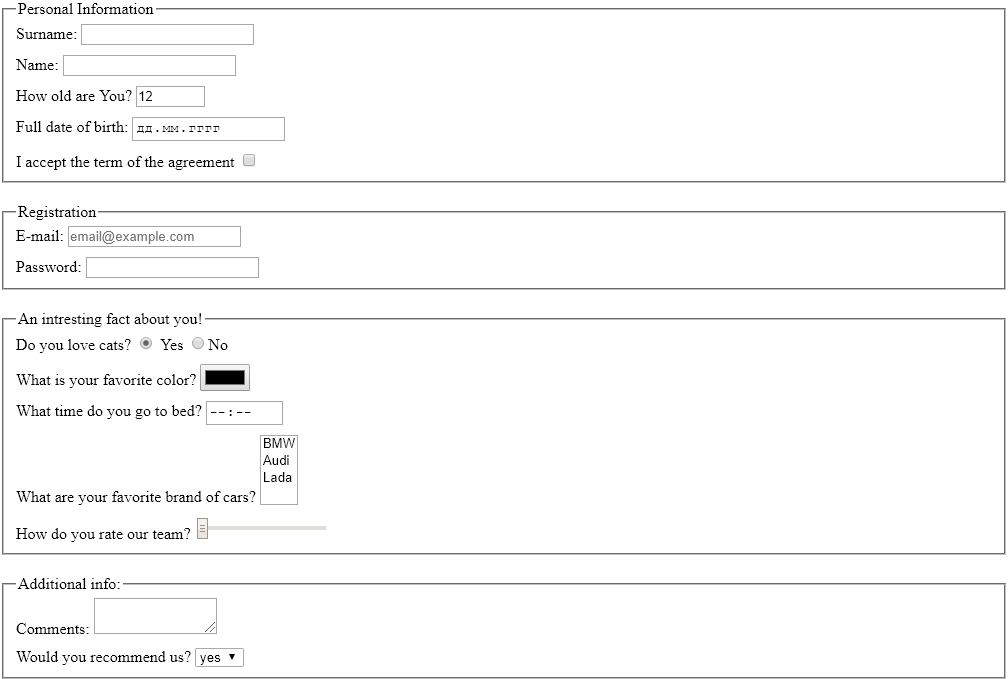 Personal Information
Surname:
Name:
How old are You? 12
Full date of birth: дд.мм.гггг
I accept the term of the agreement
Registration
E-mail: email@example.com
Password:
An intresting fact about you!
Do you love cats? Yes No
What is your favorite color?
What time do you go to bed? --:--
BMW
Audi
Lada
What are your favorite brand of cars?
How do you rate our team?
Additional info:
Comments:
Would you recommend us? yes